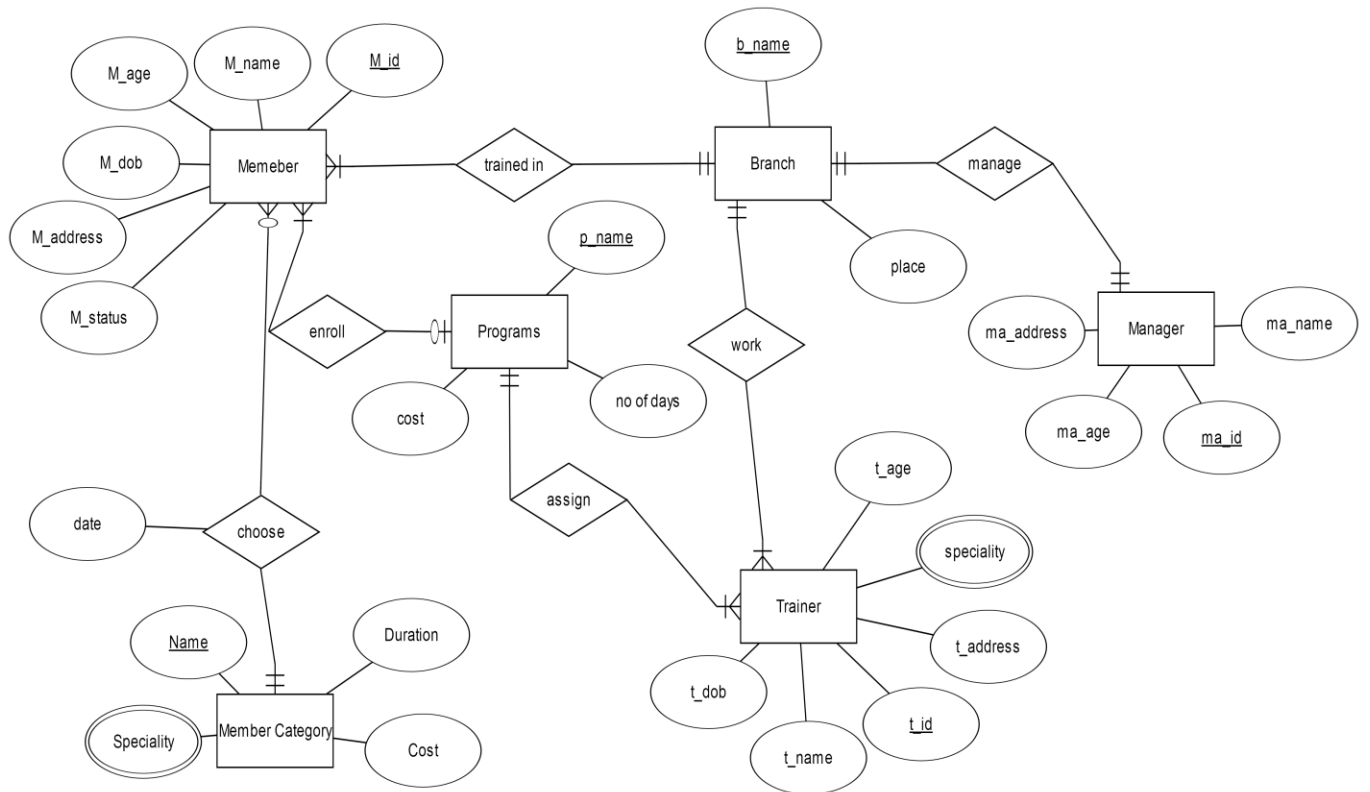 b_name
M_name
M_id
M_age
Memeber
trained in
Branch
manage
M_dob
M_address
p_name
place
M_status
enroll
Programs
work
ma_address
Manager
ma_name
cost
no of days
ma_age
ma_id
t_age
assign
date
choose
speciality
Trainer
Name
Duration
t_address
t_dob
t_id
Speciality
Member Category
Cost
t_name